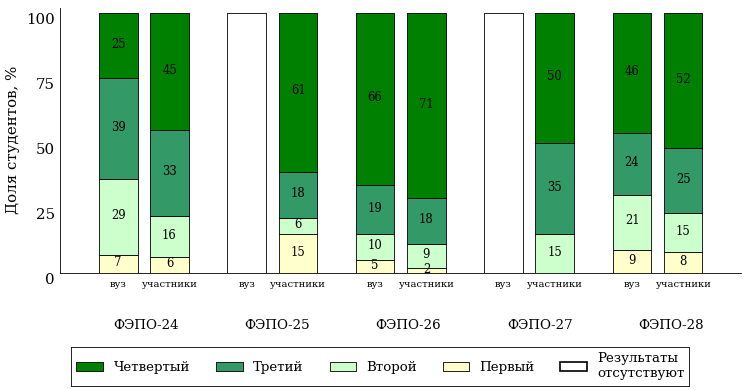 Доля студентов, %
100
75
50
25
0
25 39 29 7
45 33 16 6
61 18 6 15
66 19 10 5
71 18 9 2
50 35 15
46 24 21 9
52 25 15 8
вуз участники вуз участники вуз участники вуз участники вуз участники
ФЭПО-24 ФЭПО-25 ФЭПО-26 ФЭПО-27 ФЭПО-28
Четвертый Третий Второй Первый Результаты
отсутствуют